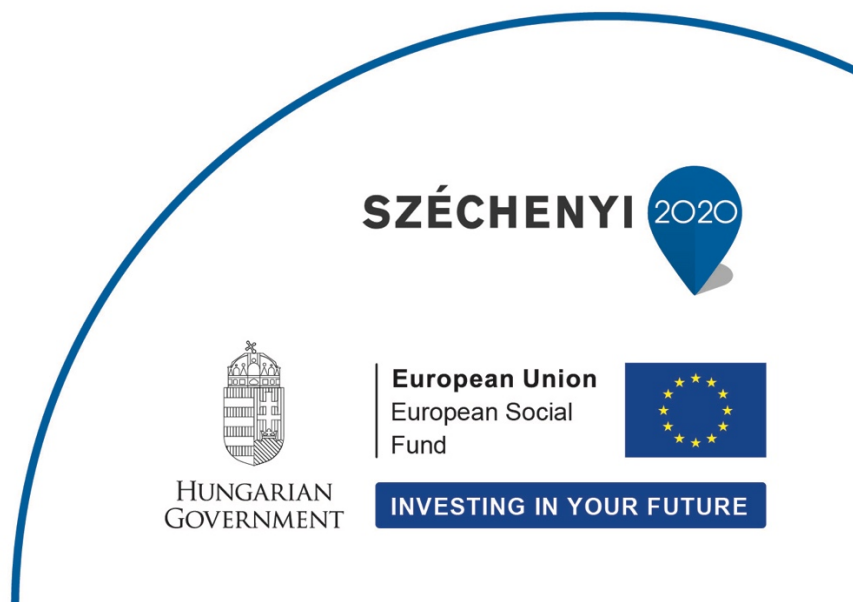 SZÉCHENYI 2020
European Union
European Social
Fund
HUNGARIAN
GOVERNMENT
INVESTING IN YOUR FUTURE